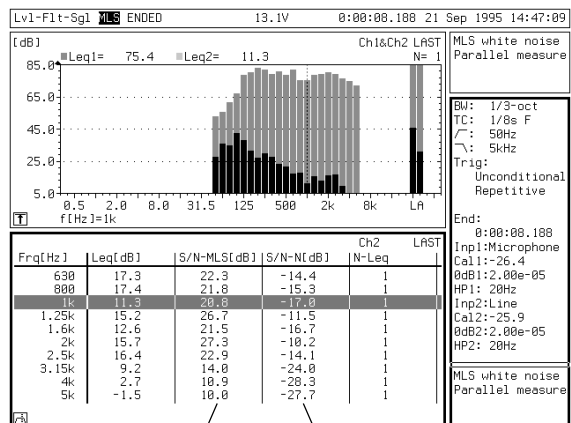 Lvl-Flt-Sgl MLS ENDED 13.1V 0:00:08.188 21 Sep 1995 14:47:09
[dB] Ch1&Ch2 LAST
Leq1= 75.4 Leq2= 11.3 N= 1
85.0
65.0
45.0
25.0
5.0
0.5 2.0 8.0 31.5 125 500 2k 8k LA
f[Hz]=1k
Ch2 LAST
Frq[Hz] Leq[dB] S/N-MLS[dB] S/N-N[dB] N-Leq
630 17.3 22.3 -14.4 1
800 17.4 21.8 -15.3 1
1k 11.3 20.8 -17.0 1
1.25k 15.2 26.7 -11.5 1
1.6k 12.6 21.5 -16.7 1
2k 15.7 27.3 -10.2 1
2.5k 16.4 22.9 -14.1 1
3.15k 9.2 14.0 -24.0 1
4k 2.7 10.9 -28.3 1
5k -1.5 10.0 -27.7 1
MLS white noise
Parallel measure
BW: 1/3-oct
TC: 1/8s F
: 50Hz
: 5kHz
Trig:
Unconditional
Repetitive
End:
0:00:08.188
Inp1:Microphone
Cal1:-26.4
0dB1:2.00e-05
HP1: 20Hz
Inp2:Line
Cal2:-25.9
0dB2:2.00e-05
HP2: 20Hz
MLS white noise
Parallel measure